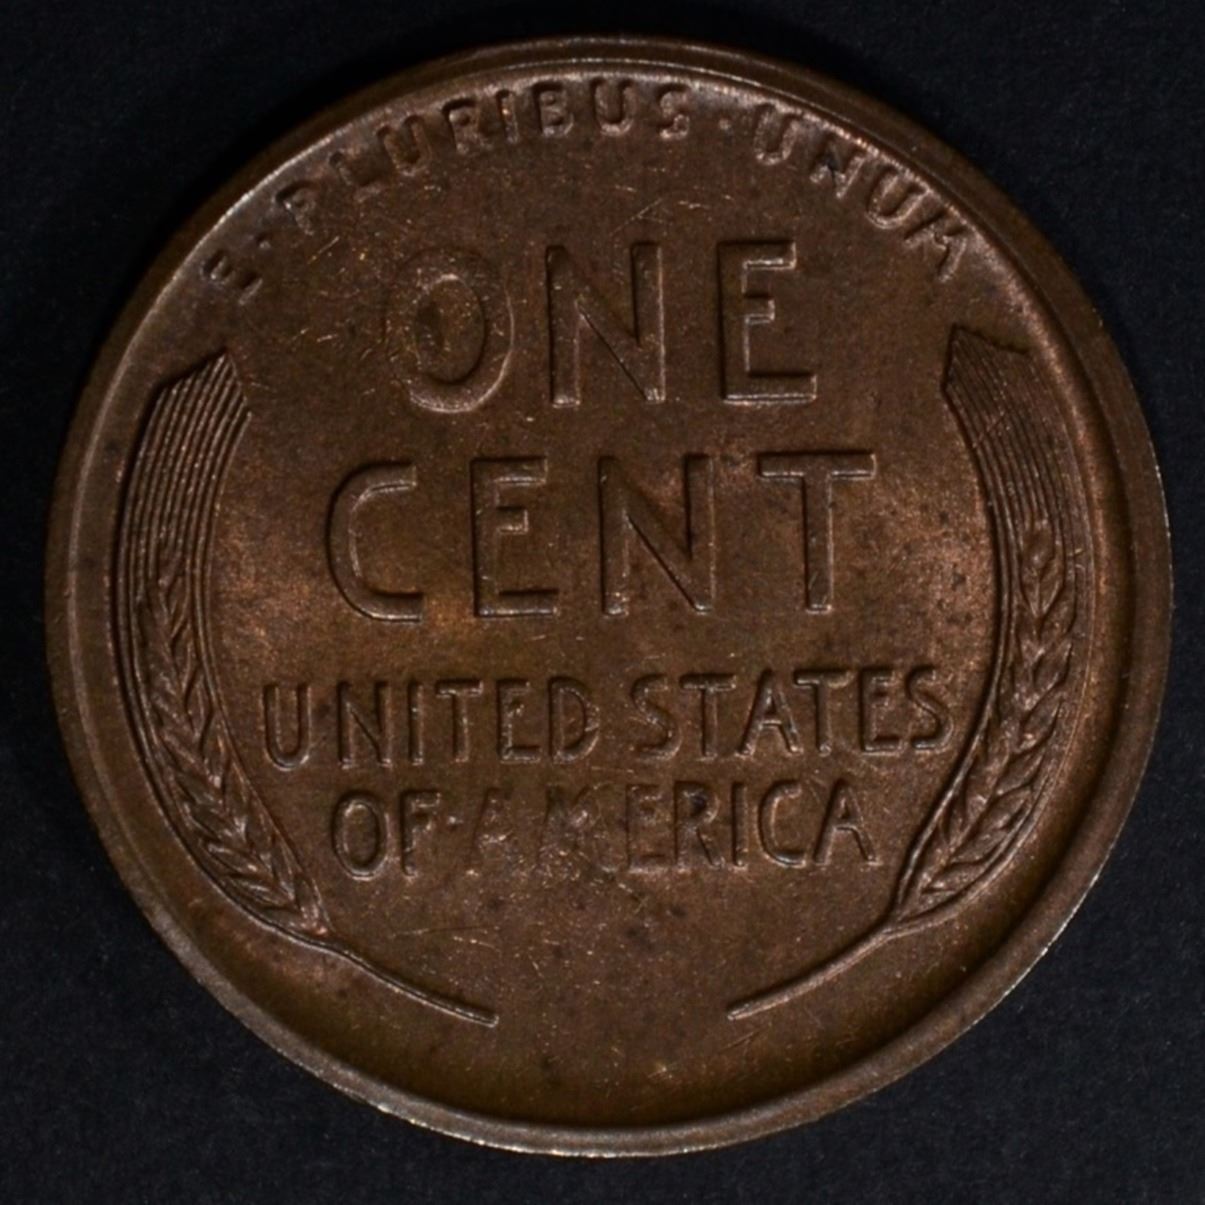 E·PLURIBUS·UNUM
ONE
CENT
UNITED STATES
OF·AMERICA